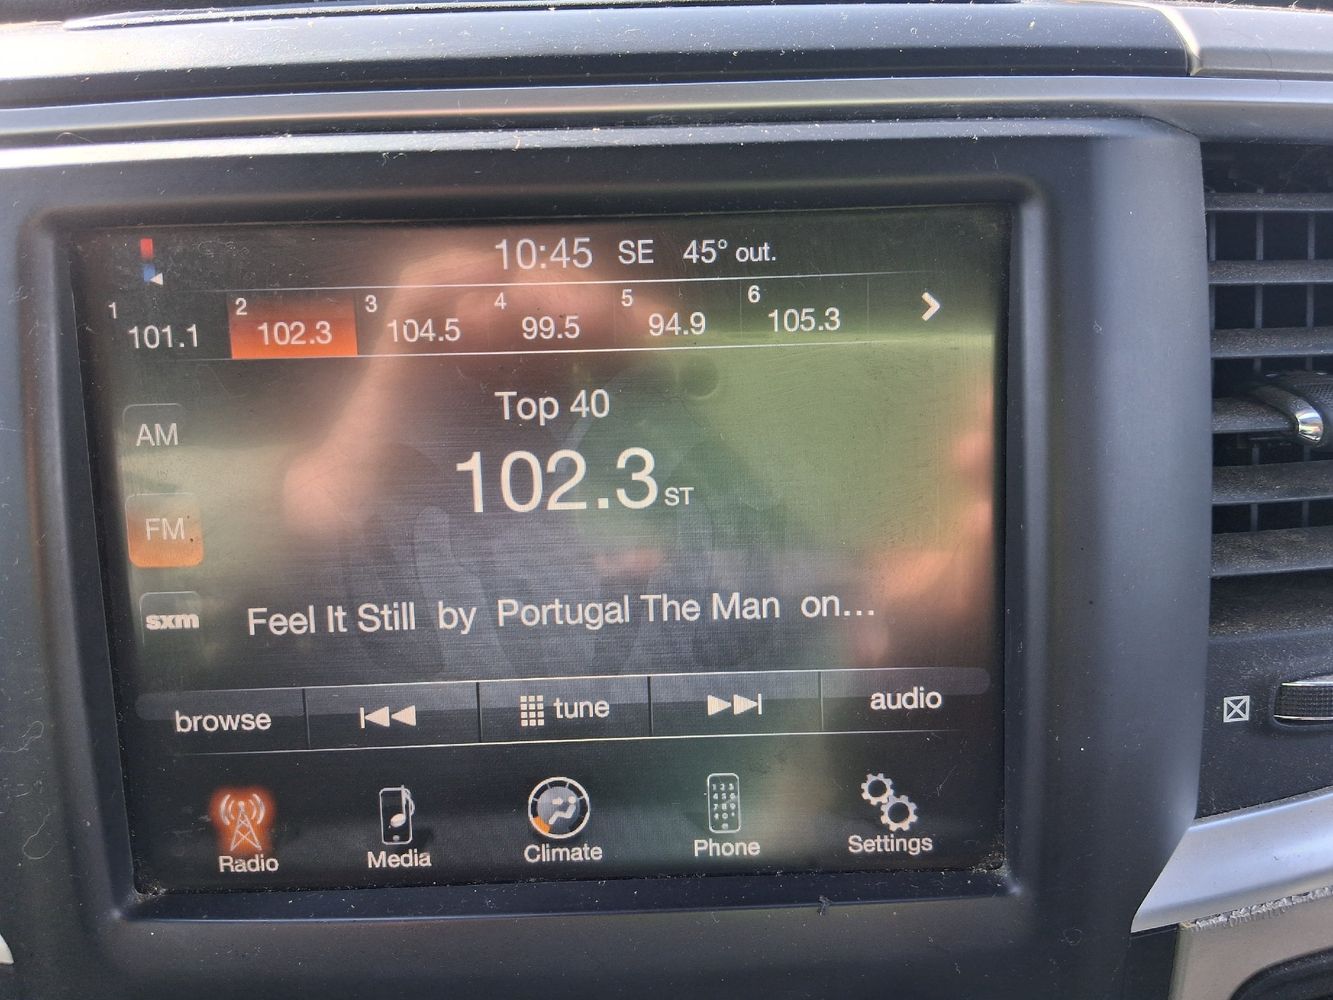 10:45 SE 45° out.
1 2 3 4 5 6
101.1 102.3 104.5 99.5 94.9 105.3
Top 40
AM
102.3 ST
FM
sxm
Feel It Still by Portugal The Man on...
browse tune audio
Radio Media Climate Phone Settings